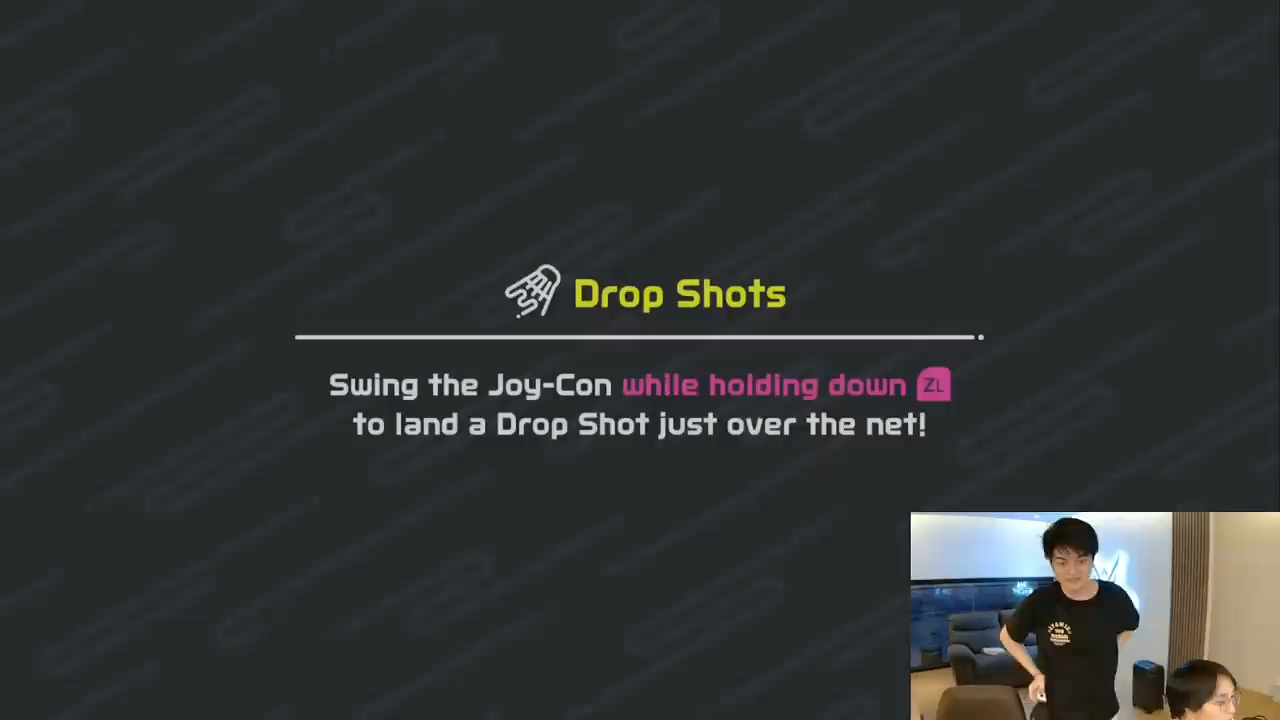 Drop Shots
Swing the Joy-Con while holding down ZL
to land a Drop Shot just over the net!